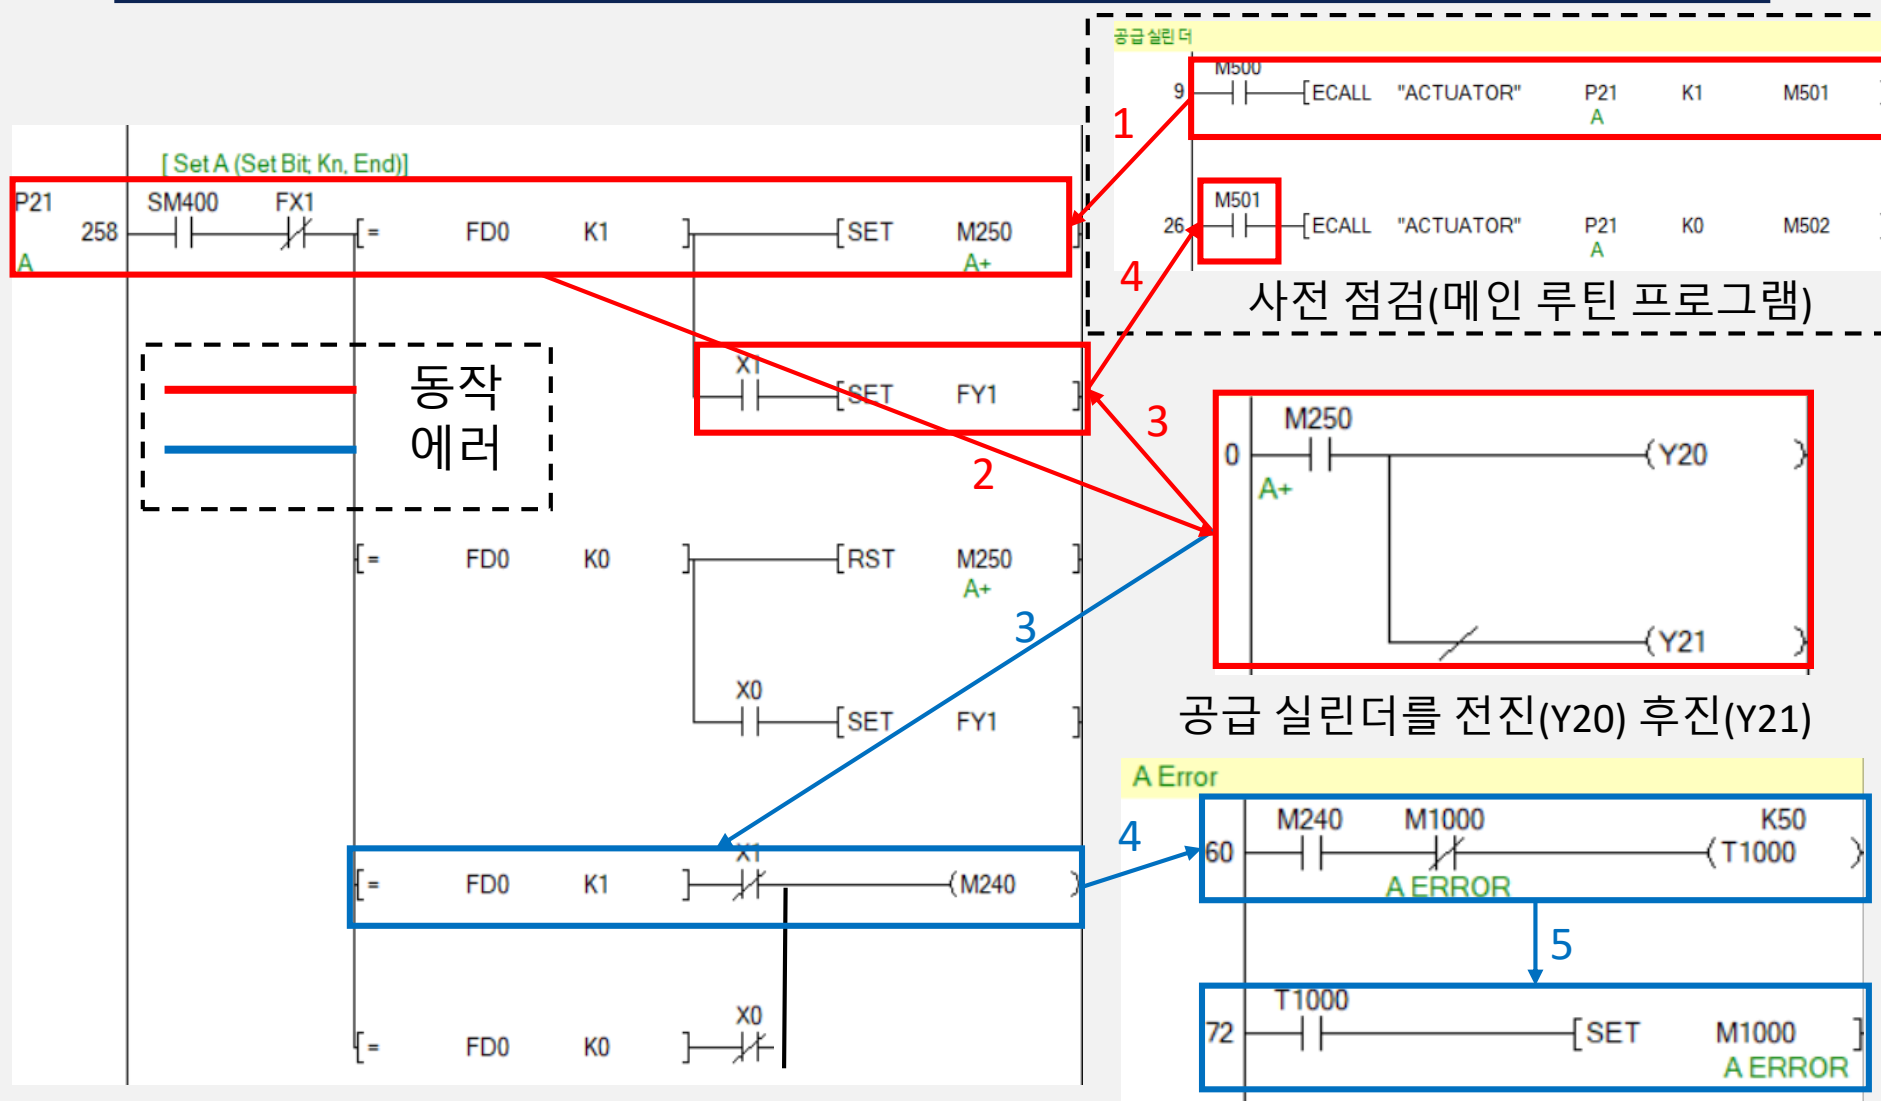 공급 실린 더
M500
9 [ECALL "ACTUATOR" P21 K1 M501 ]
A
1
M501
26 [ECALL "ACTUATOR" P21 K0 M502 ]
A
4
사전 점검(메인 루틴 프로그램)
[ Set A (Set Bit, Kn, End)]
P21 SM400 FX1
258 [= FD0 K1 ] [SET M250 ]
A A+
동작
에러
X1
[SET FY1 ]
2
3
[= FD0 K0 ] [RST M250 ]
A+
3
X0
[SET FY1 ]
X1
[= FD0 K1 ] (M240 )
X0
[= FD0 K0 ]
M250
0 (Y20 )
A+
(Y21 )
공급 실린더를 전진(Y20) 후진(Y21)
A Error
4
M240 M1000 K50
60 (T1000 )
A ERROR
5
T1000
72 [SET M1000 ]
A ERROR